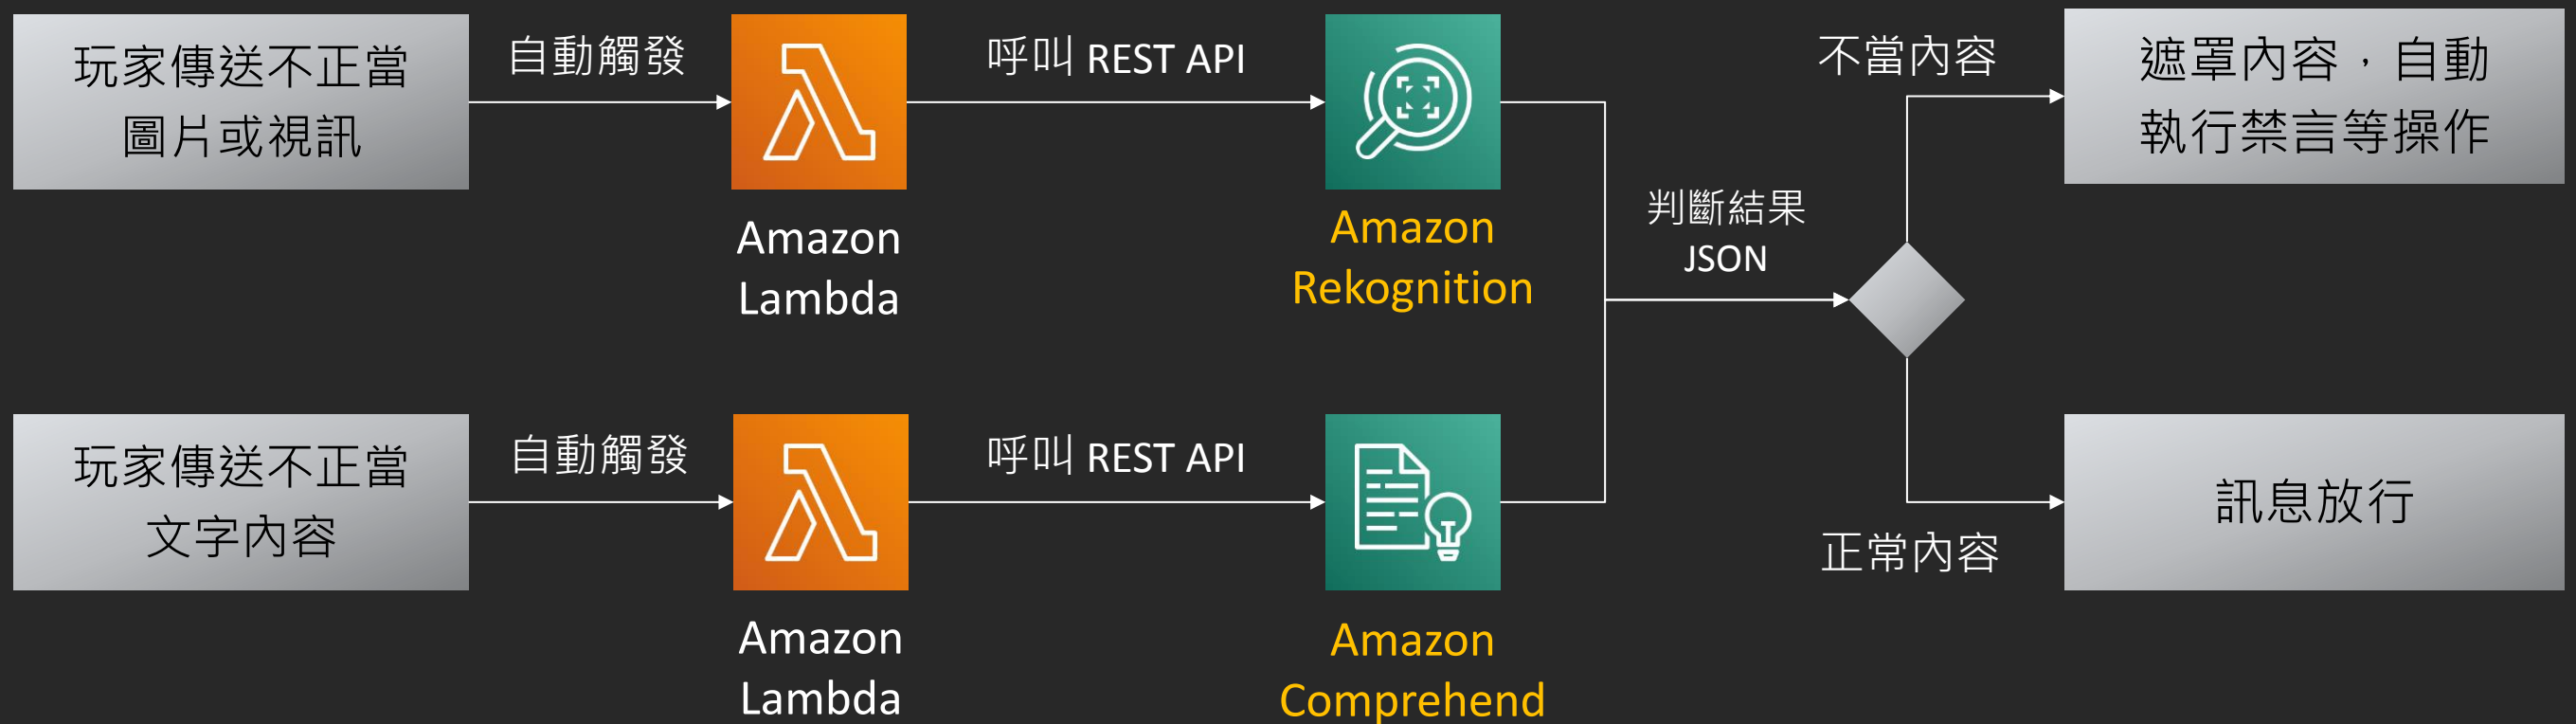 玩家傳送不正當
圖片或視訊
自動觸發
Amazon
Lambda
呼叫 REST API
Amazon
Rekognition
判斷結果
JSON
不當內容
遮罩內容，自動
執行禁言等操作
玩家傳送不正當
文字內容
自動觸發
Amazon
Lambda
呼叫 REST API
Amazon
Comprehend
正常內容
訊息放行